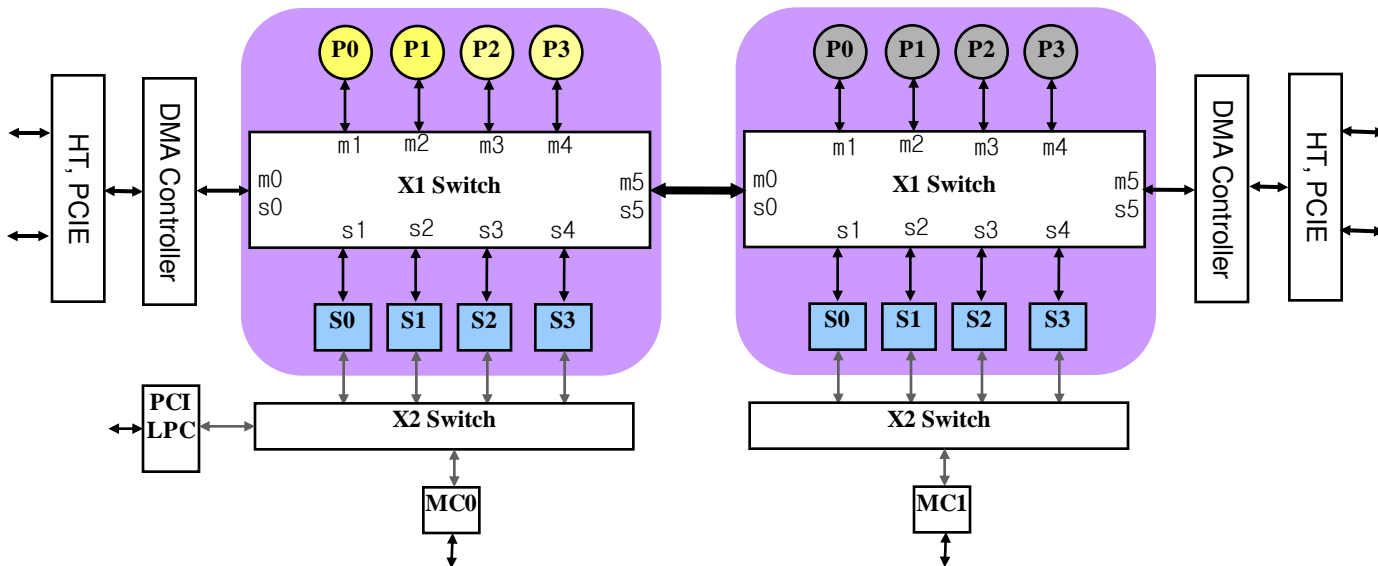 P0 P1 P2 P3
P0 P1 P2 P3
HT, PCIE
DMA Controller
m1 m2 m3 m4
X1 Switch
m0
s0
m5
s5
s1 s2 s3 s4
m1 m2 m3 m4
X1 Switch
m0
s0
m5
s5
s1 s2 s3 s4
DMA Controller
HT, PCIE
S0 S1 S2 S3
S0 S1 S2 S3
PCI
LPC
X2 Switch
X2 Switch
MC0
MC1